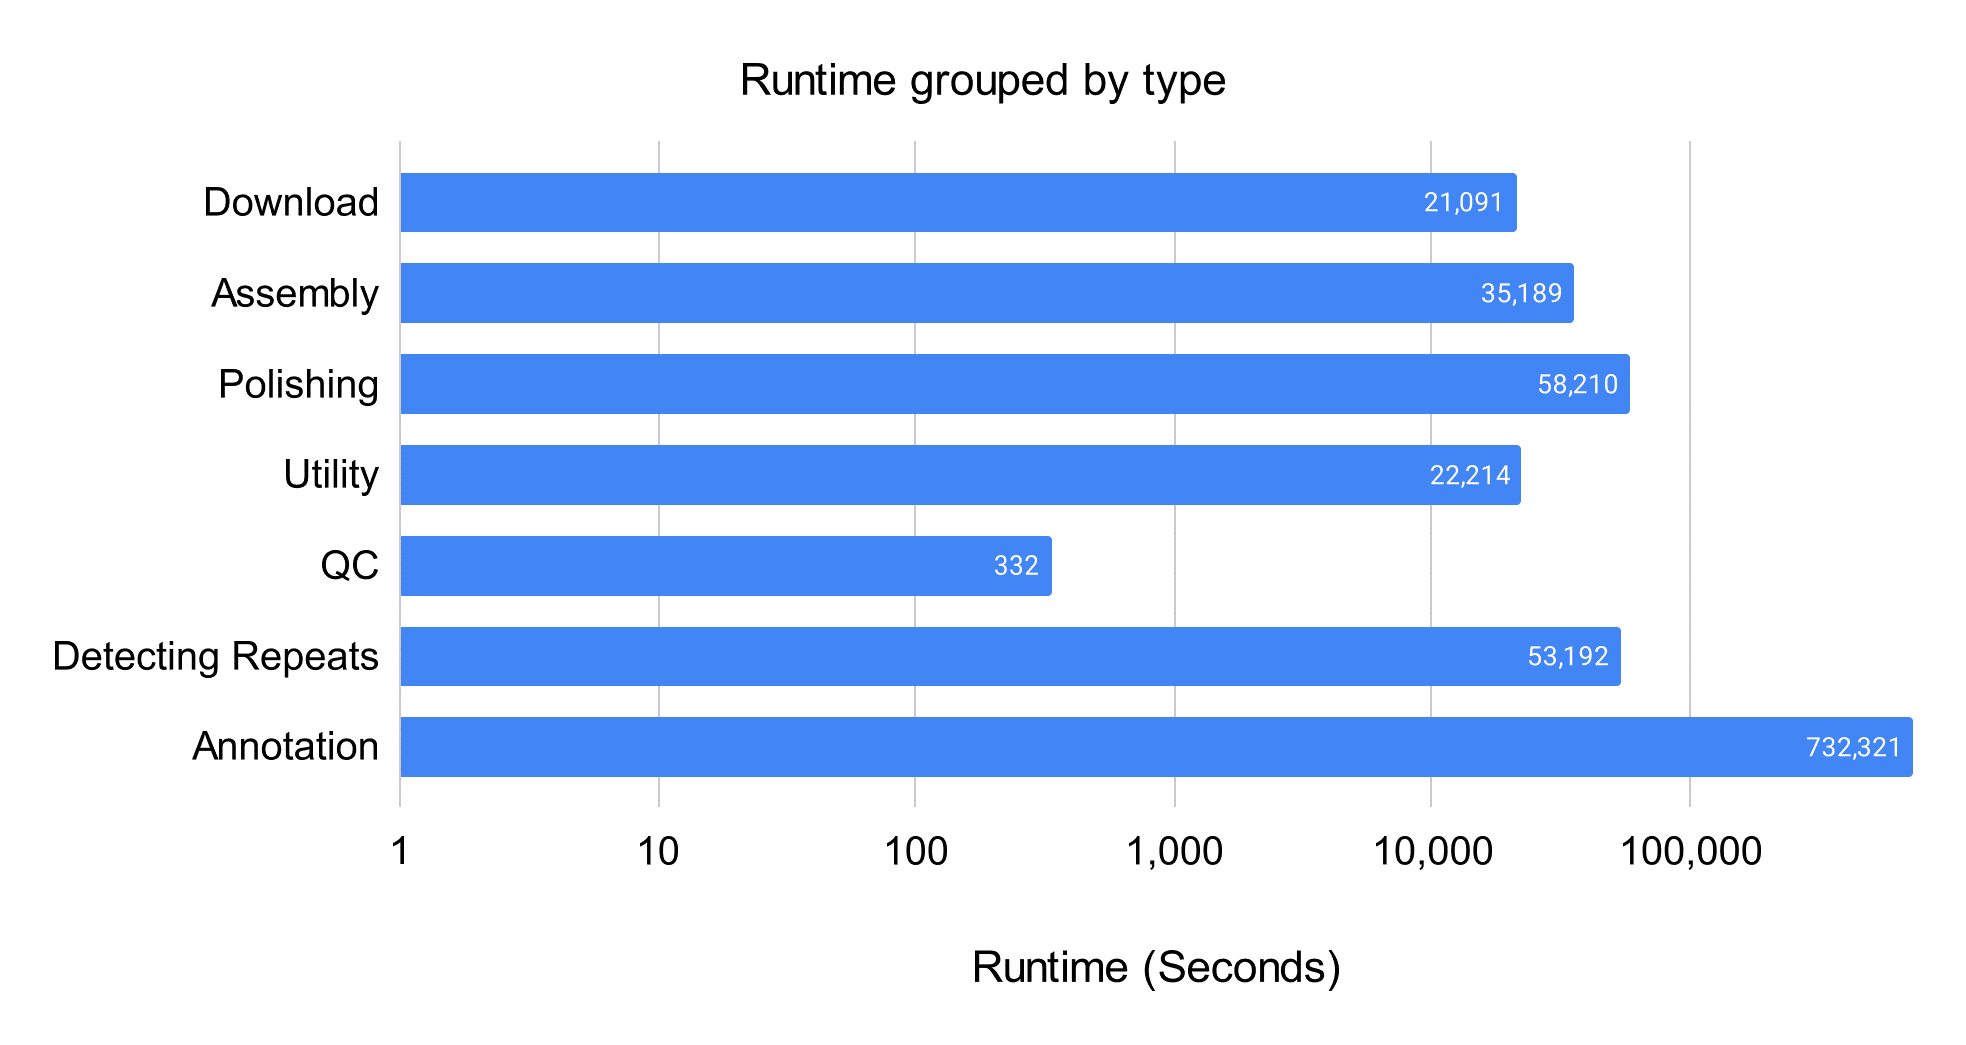 Runtime grouped by type
Download
21,091
Assembly
35,189
Polishing
58,210
Utility
22,214
QC
332
Detecting Repeats
53,192
Annotation
732,321
1 10 100 1,000 10,000 100,000
Runtime (Seconds)